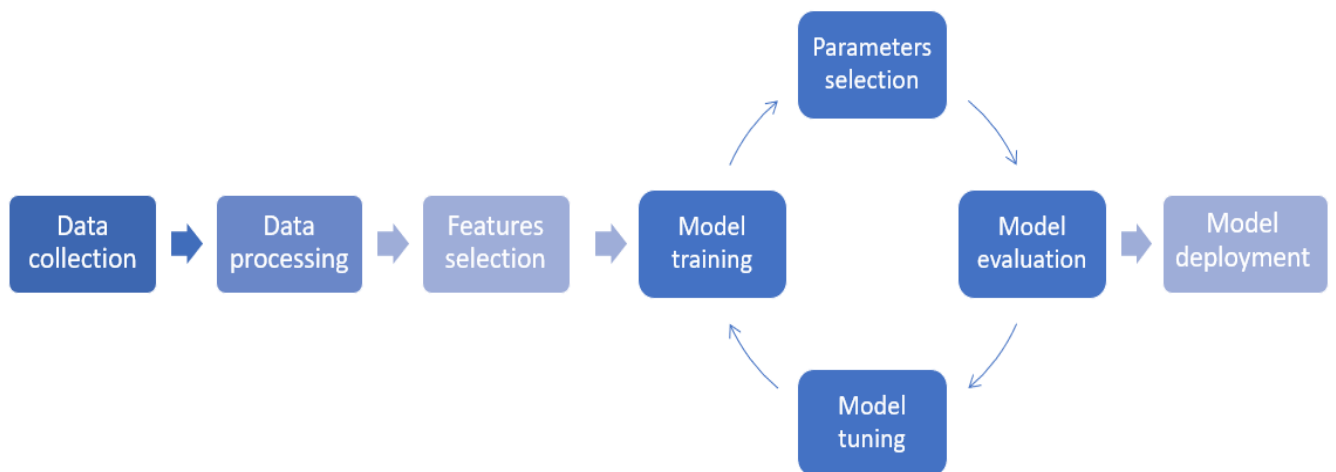 Parameters
selection
Data
collection
Data
processing
Features
selection
Model
training
Model
evaluation
Model
deployment
Model
tuning